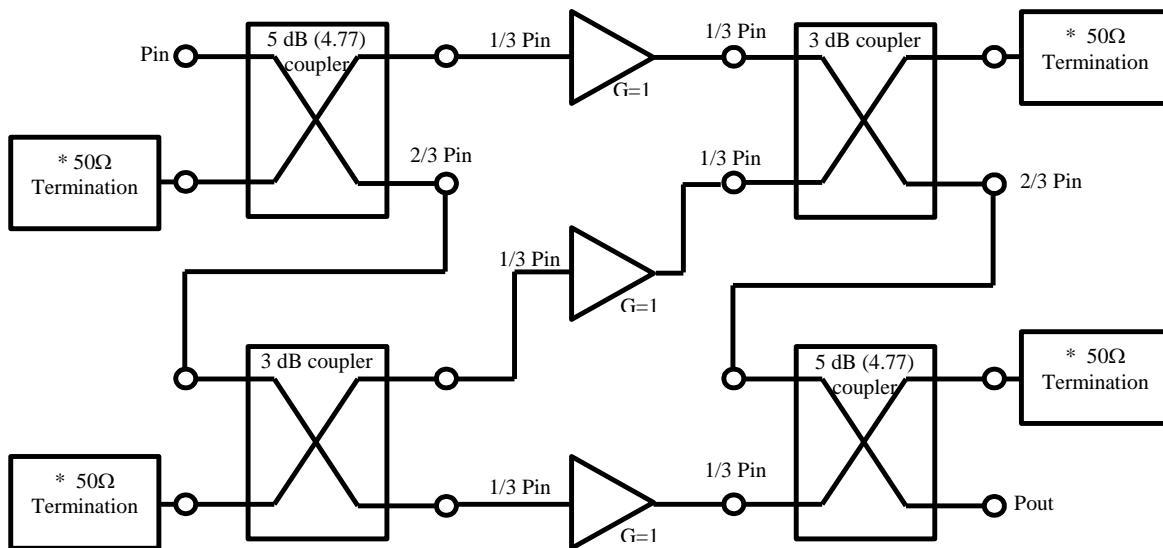 5 dB (4.77)
coupler
1/3 Pin
1/3 Pin
3 dB coupler
* 50Ω
Termination
Pin
G=1
* 50Ω
Termination
2/3 Pin
1/3 Pin
2/3 Pin
1/3 Pin
G=1
3 dB coupler
5 dB (4.77)
coupler
* 50Ω
Termination
* 50Ω
Termination
1/3 Pin
1/3 Pin
Pout
G=1